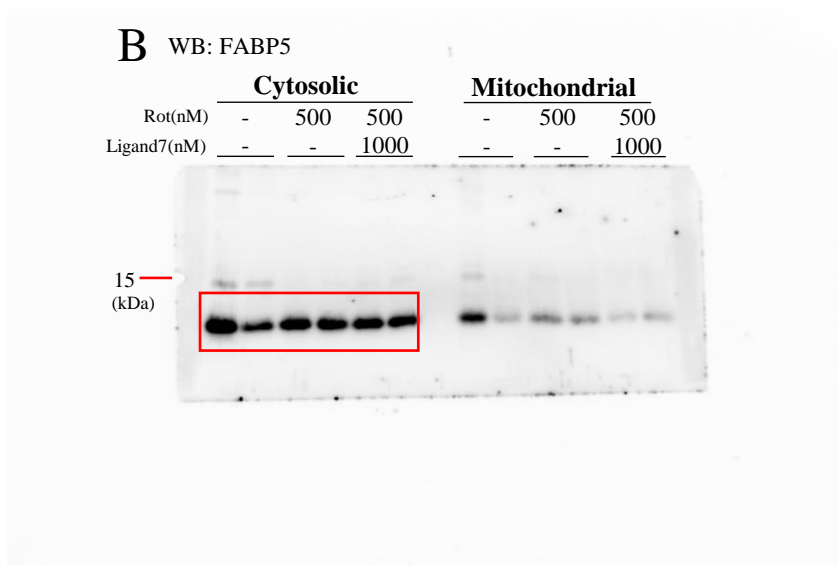 B WB: FABP5
Cytosolic Mitochondrial
Rot(nM) - 500 500 - 500 500
Ligand7(nM) - - 1000 - - 1000
15
(kDa)